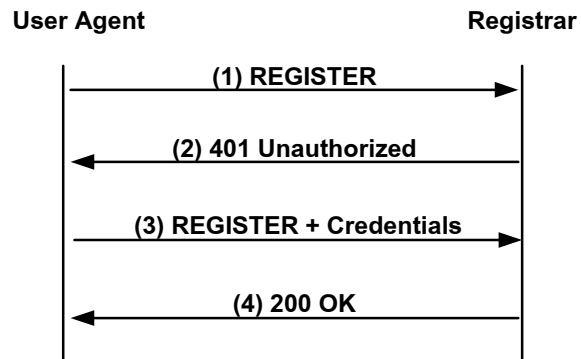 User Agent Registrar
(1) REGISTER
(2) 401 Unauthorized
(3) REGISTER + Credentials
(4) 200 OK